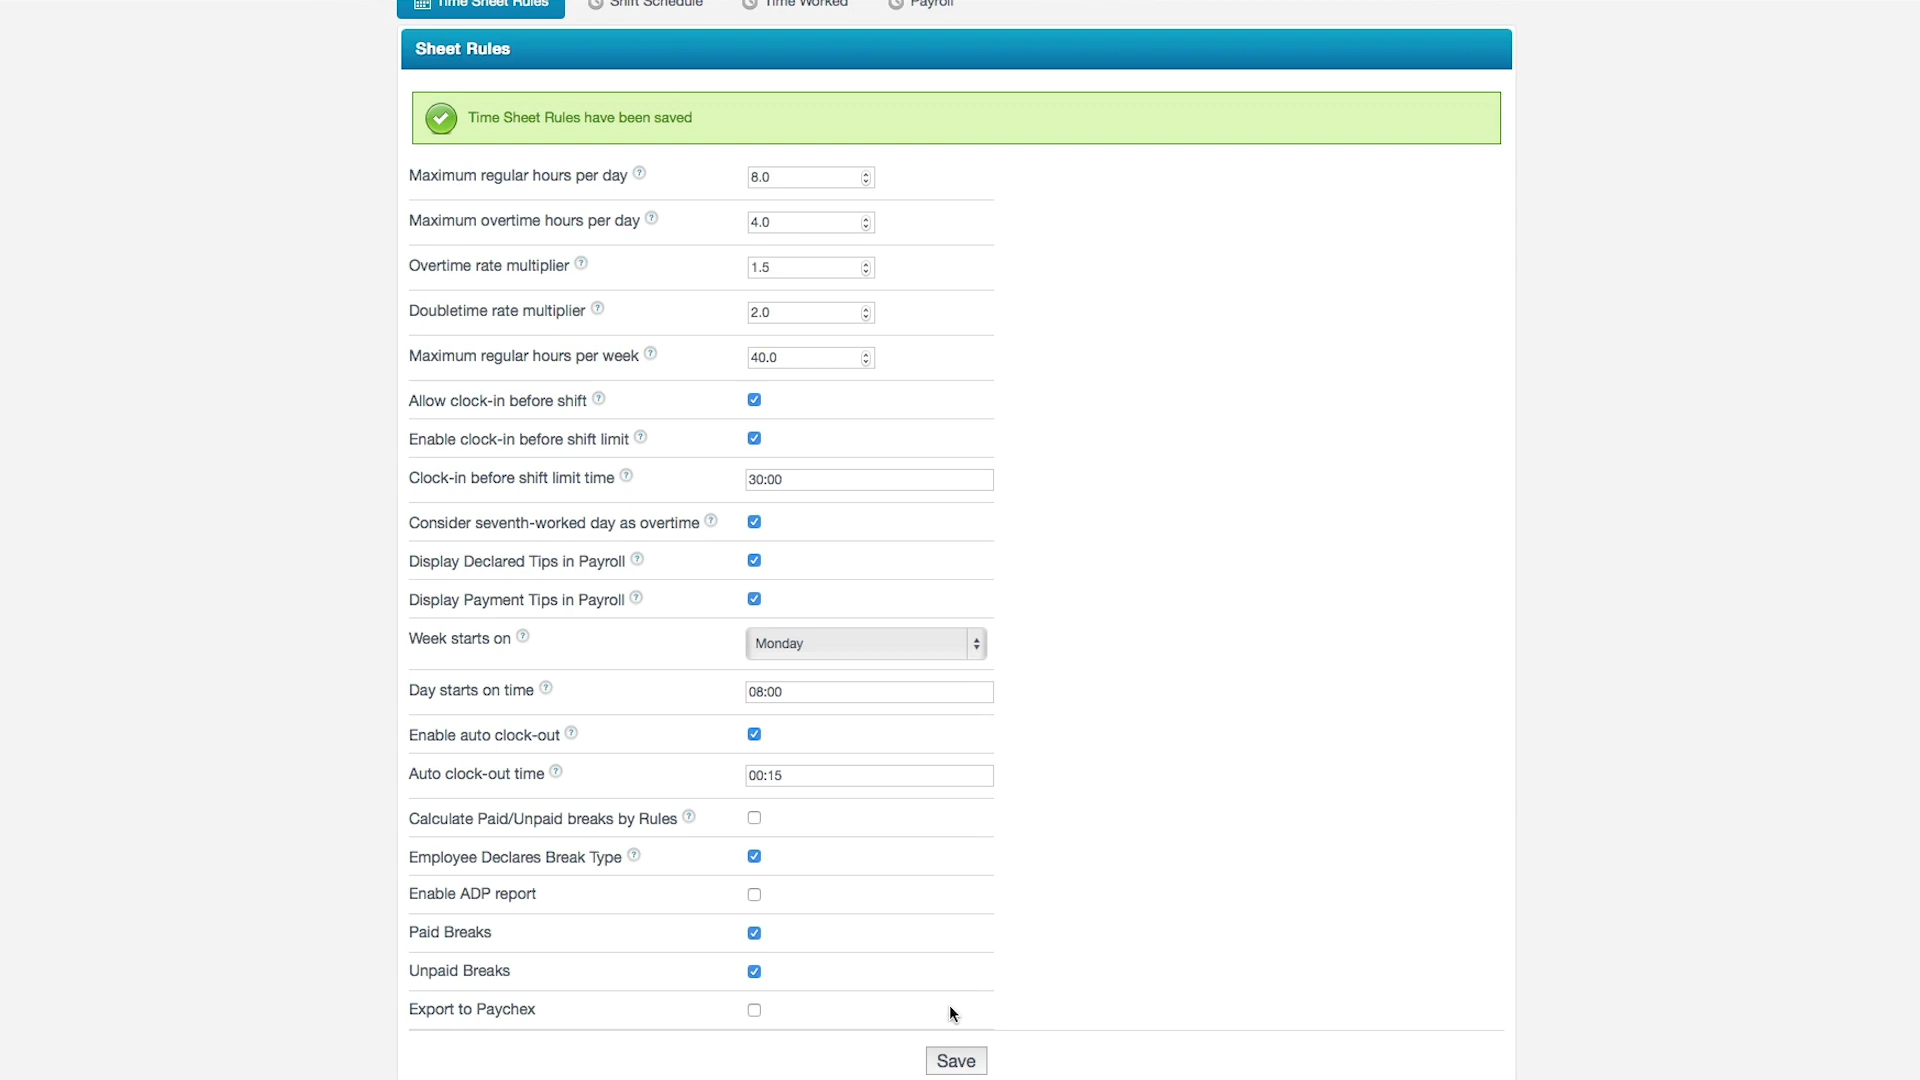 Time Sheet Rules Shift Schedule Time Worked Payroll
Sheet Rules
Time Sheet Rules have been saved
Maximum regular hours per day ? 8.0
Maximum overtime hours per day ? 4.0
Overtime rate multiplier ? 1.5
Doubletime rate multiplier ? 2.0
Maximum regular hours per week ? 40.0
Allow clock-in before shift ?
Enable clock-in before shift limit ?
Clock-in before shift limit time ? 30:00
Consider seventh-worked day as overtime ?
Display Declared Tips in Payroll ?
Display Payment Tips in Payroll ?
Week starts on ? Monday
Day starts on time ? 08:00
Enable auto clock-out ?
Auto clock-out time ? 00:15
Calculate Paid/Unpaid breaks by Rules ?
Employee Declares Break Type ?
Enable ADP report
Paid Breaks
Unpaid Breaks
Export to Paychex
Save